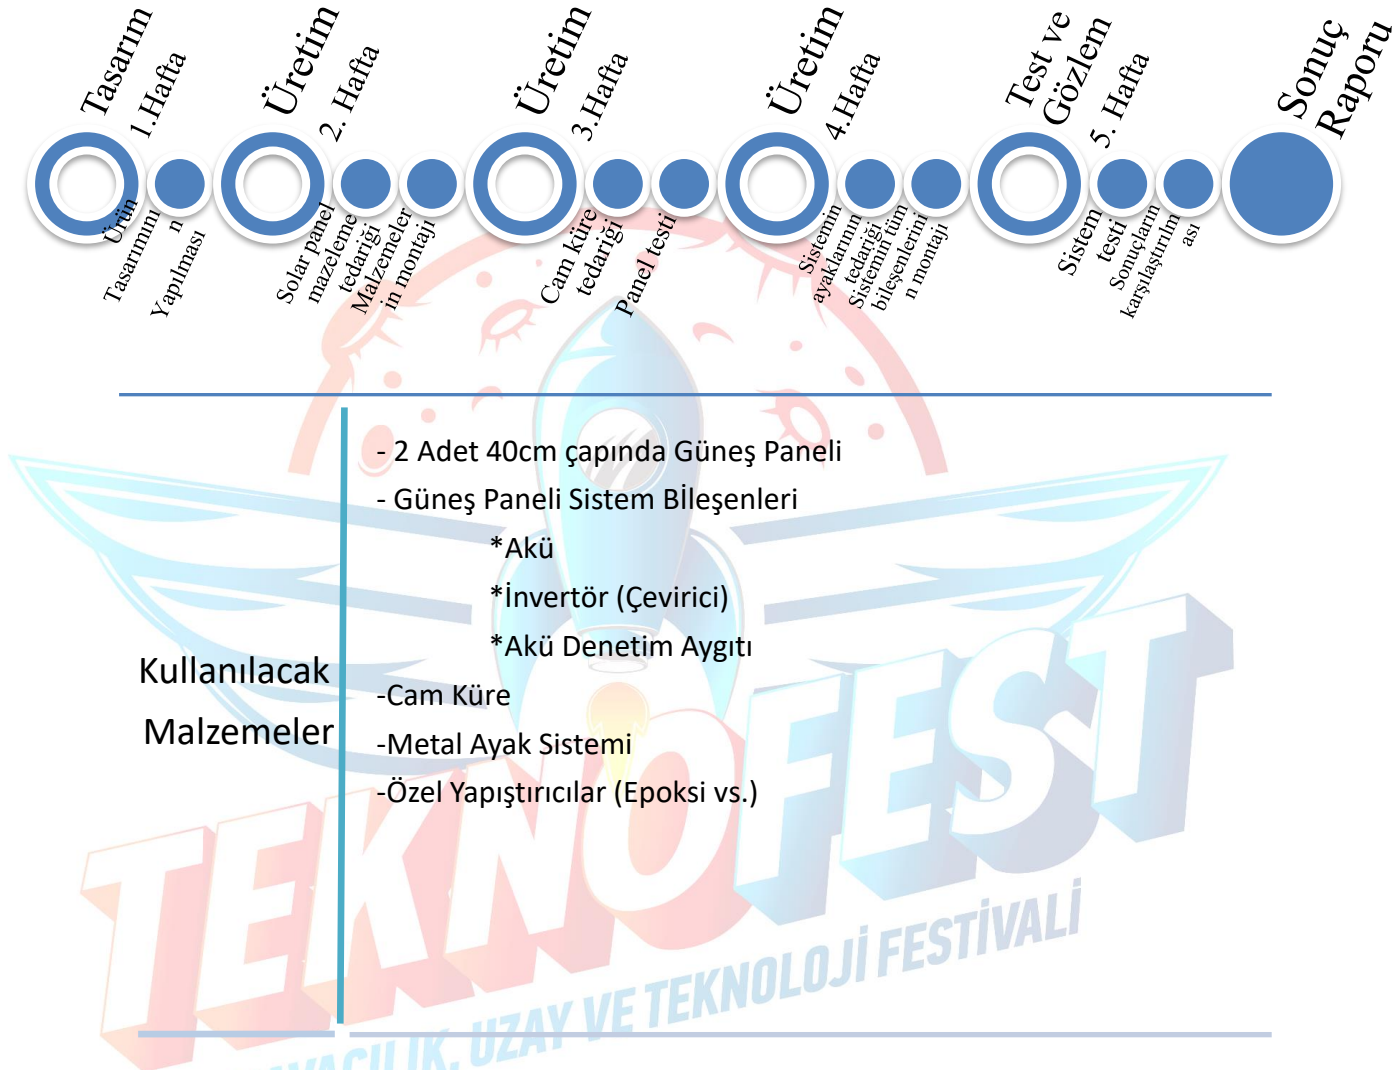 Tasarım
1.Hafta
Ürün
Tasarımını
n
Yapılması
Üretim
2. Hafta
Solar panel
mazeleme
tedariği
Malzemeler
in montajı
Üretim
3.Hafta
Cam küre
tedariği
Panel testi
Üretim
4.Hafta
Sistemin
ayaklarının
tedariği
Sistemin tüm
bileşenlerini
n montajı
Test ve
Gözlem
5. Hafta
Sistem
testi
Sonuçların
karşılaştırılm
ası
Sonuç
Raporu
Kullanılacak
Malzemeler
- 2 Adet 40cm çapında Güneş Paneli
- Güneş Paneli Sistem Bİleşenleri
*Akü
*İnvertör (Çevirici)
*Akü Denetim Aygıtı
-Cam Küre
-Metal Ayak Sistemi
-Özel Yapıştırıcılar (Epoksi vs.)
TEKNOFEST
UZAY VE TEKNOLOJİ FESTİVALİ